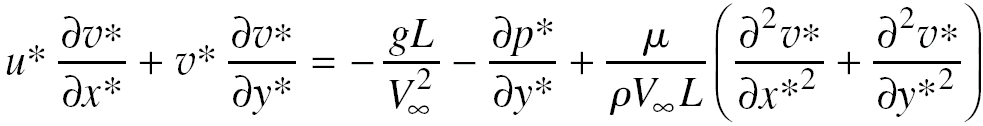 u* ∂v*/∂x* + v* ∂v*/∂y* = − gL/V∞² − ∂p*/∂y* + μ/(ρV∞L) (∂²v*/∂x*² + ∂²v*/∂y*²)